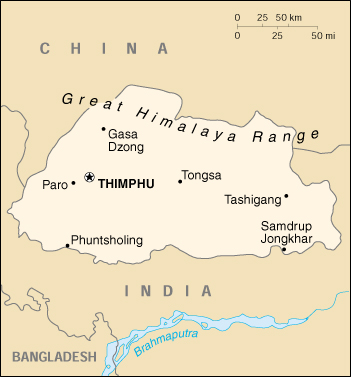 0 25 50 km
0 25 50 mi
CHINA
Great Himalaya Range
Gasa
Dzong
Paro
THIMPHU
Tongsa
Tashigang
Samdrup
Jongkhar
Phuntsholing
INDIA
Brahmaputra
BANGLADESH